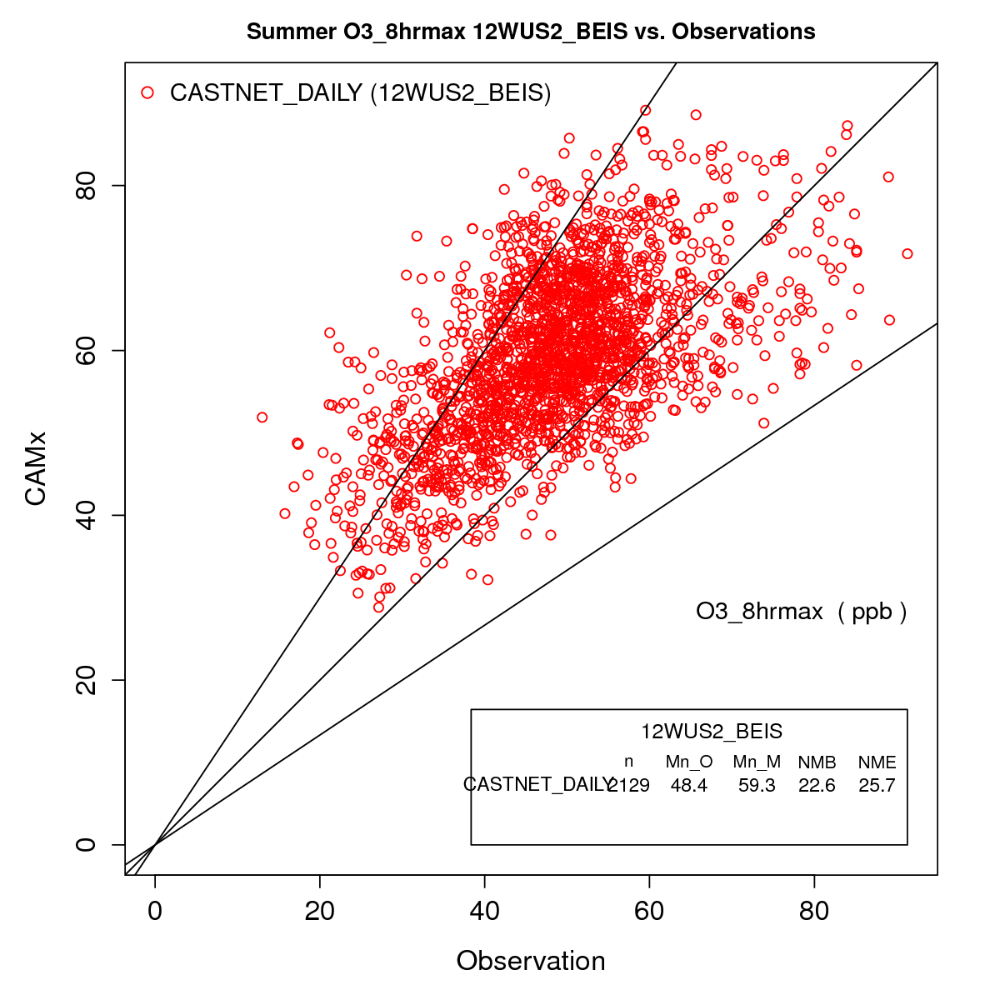 Summer O3_8hrmax 12WUS2_BEIS vs. Observations
CASTNET_DAILY (12WUS2_BEIS)
80
60
40
20
0
CAMx
O3_8hrmax ( ppb )
12WUS2_BEIS
n Mn_O Mn_M NMB NME
CASTNET_DAILY 2129 48.4 59.3 22.6 25.7
0 20 40 60 80
Observation